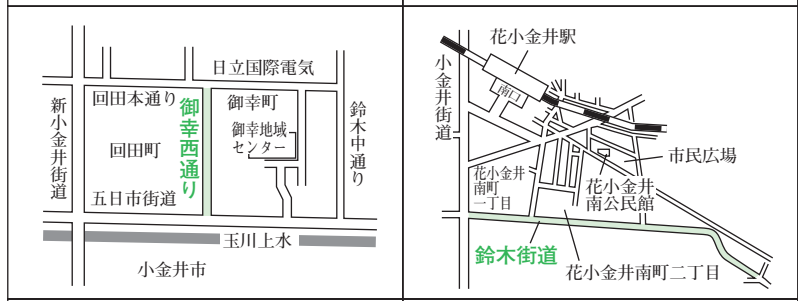 日立国際電気
回田本通り
御幸西通り
御幸町
新小金井街道
鈴木中通り
御幸地域
センター
回田町
五日市街道
玉川上水
小金井市
花小金井駅
小金井街道
南口
市民広場
花小金井
南町
一丁目
花小金井
南公民館
鈴木街道
花小金井南町二丁目